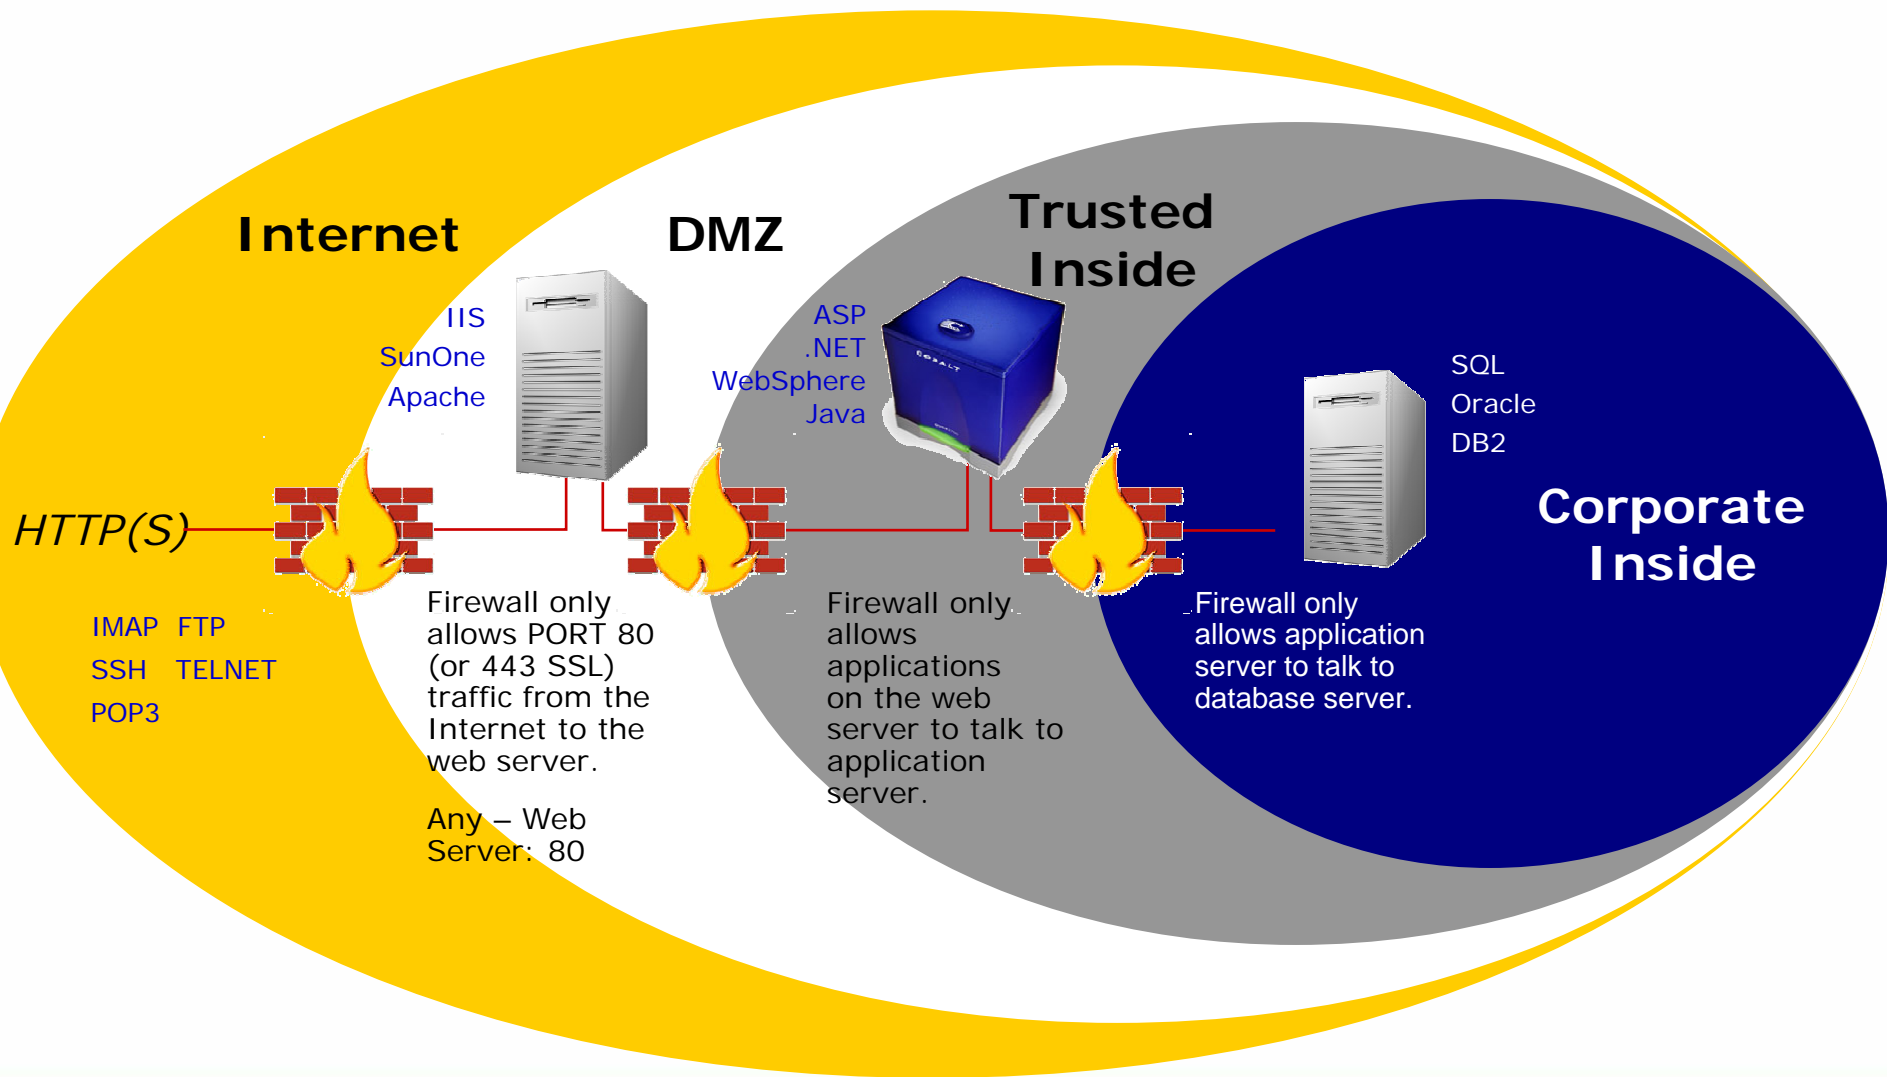 Internet
DMZ
Trusted
Inside
IIS
SunOne
Apache
ASP
.NET
WebSphere
Java
COBALT
SQL
Oracle
DB2
Corporate
Inside
HTTP(S)
IMAP FTP
SSH TELNET
POP3
Firewall only
allows PORT 80
(or 443 SSL)
traffic from the
Internet to the
web server.
Any – Web
Server: 80
Firewall only
allows
applications
on the web
server to talk to
application
server.
Firewall only
allows application
server to talk to
database server.